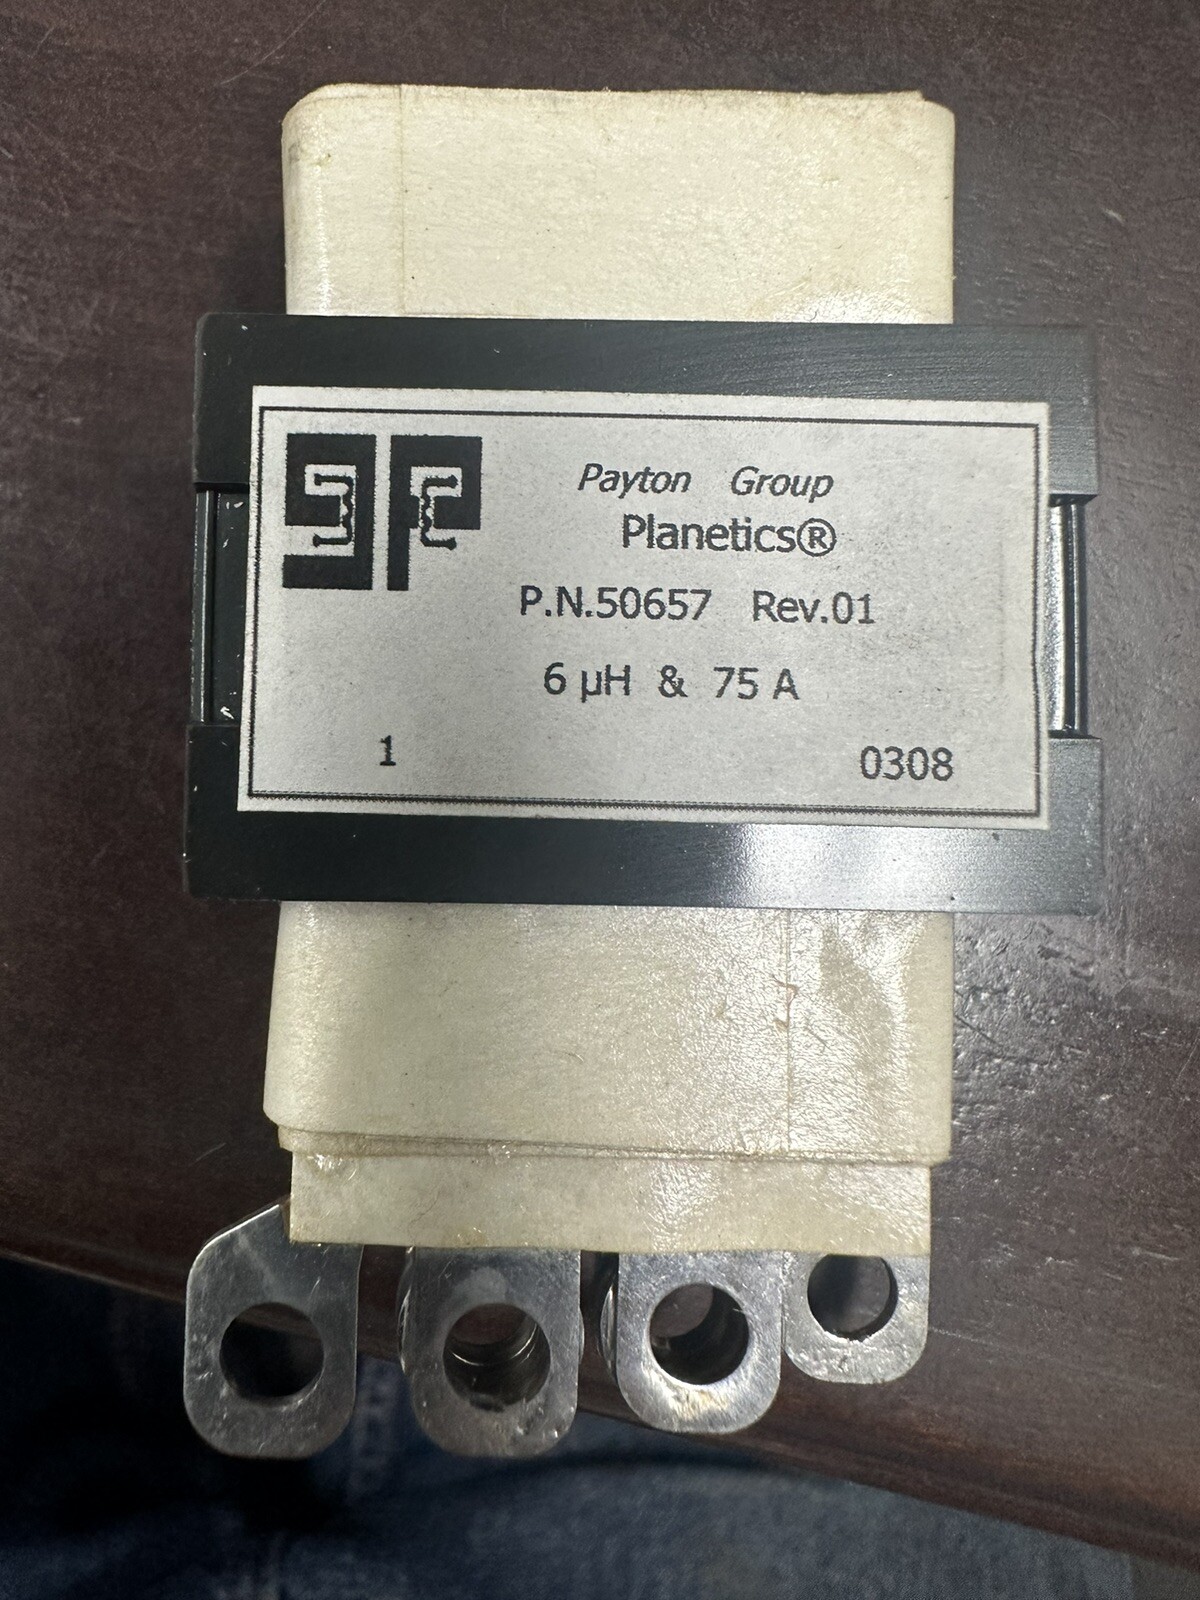 Payton Group
Planetics®
P.N.50657 Rev.01
6 µH & 75 A
1 0308